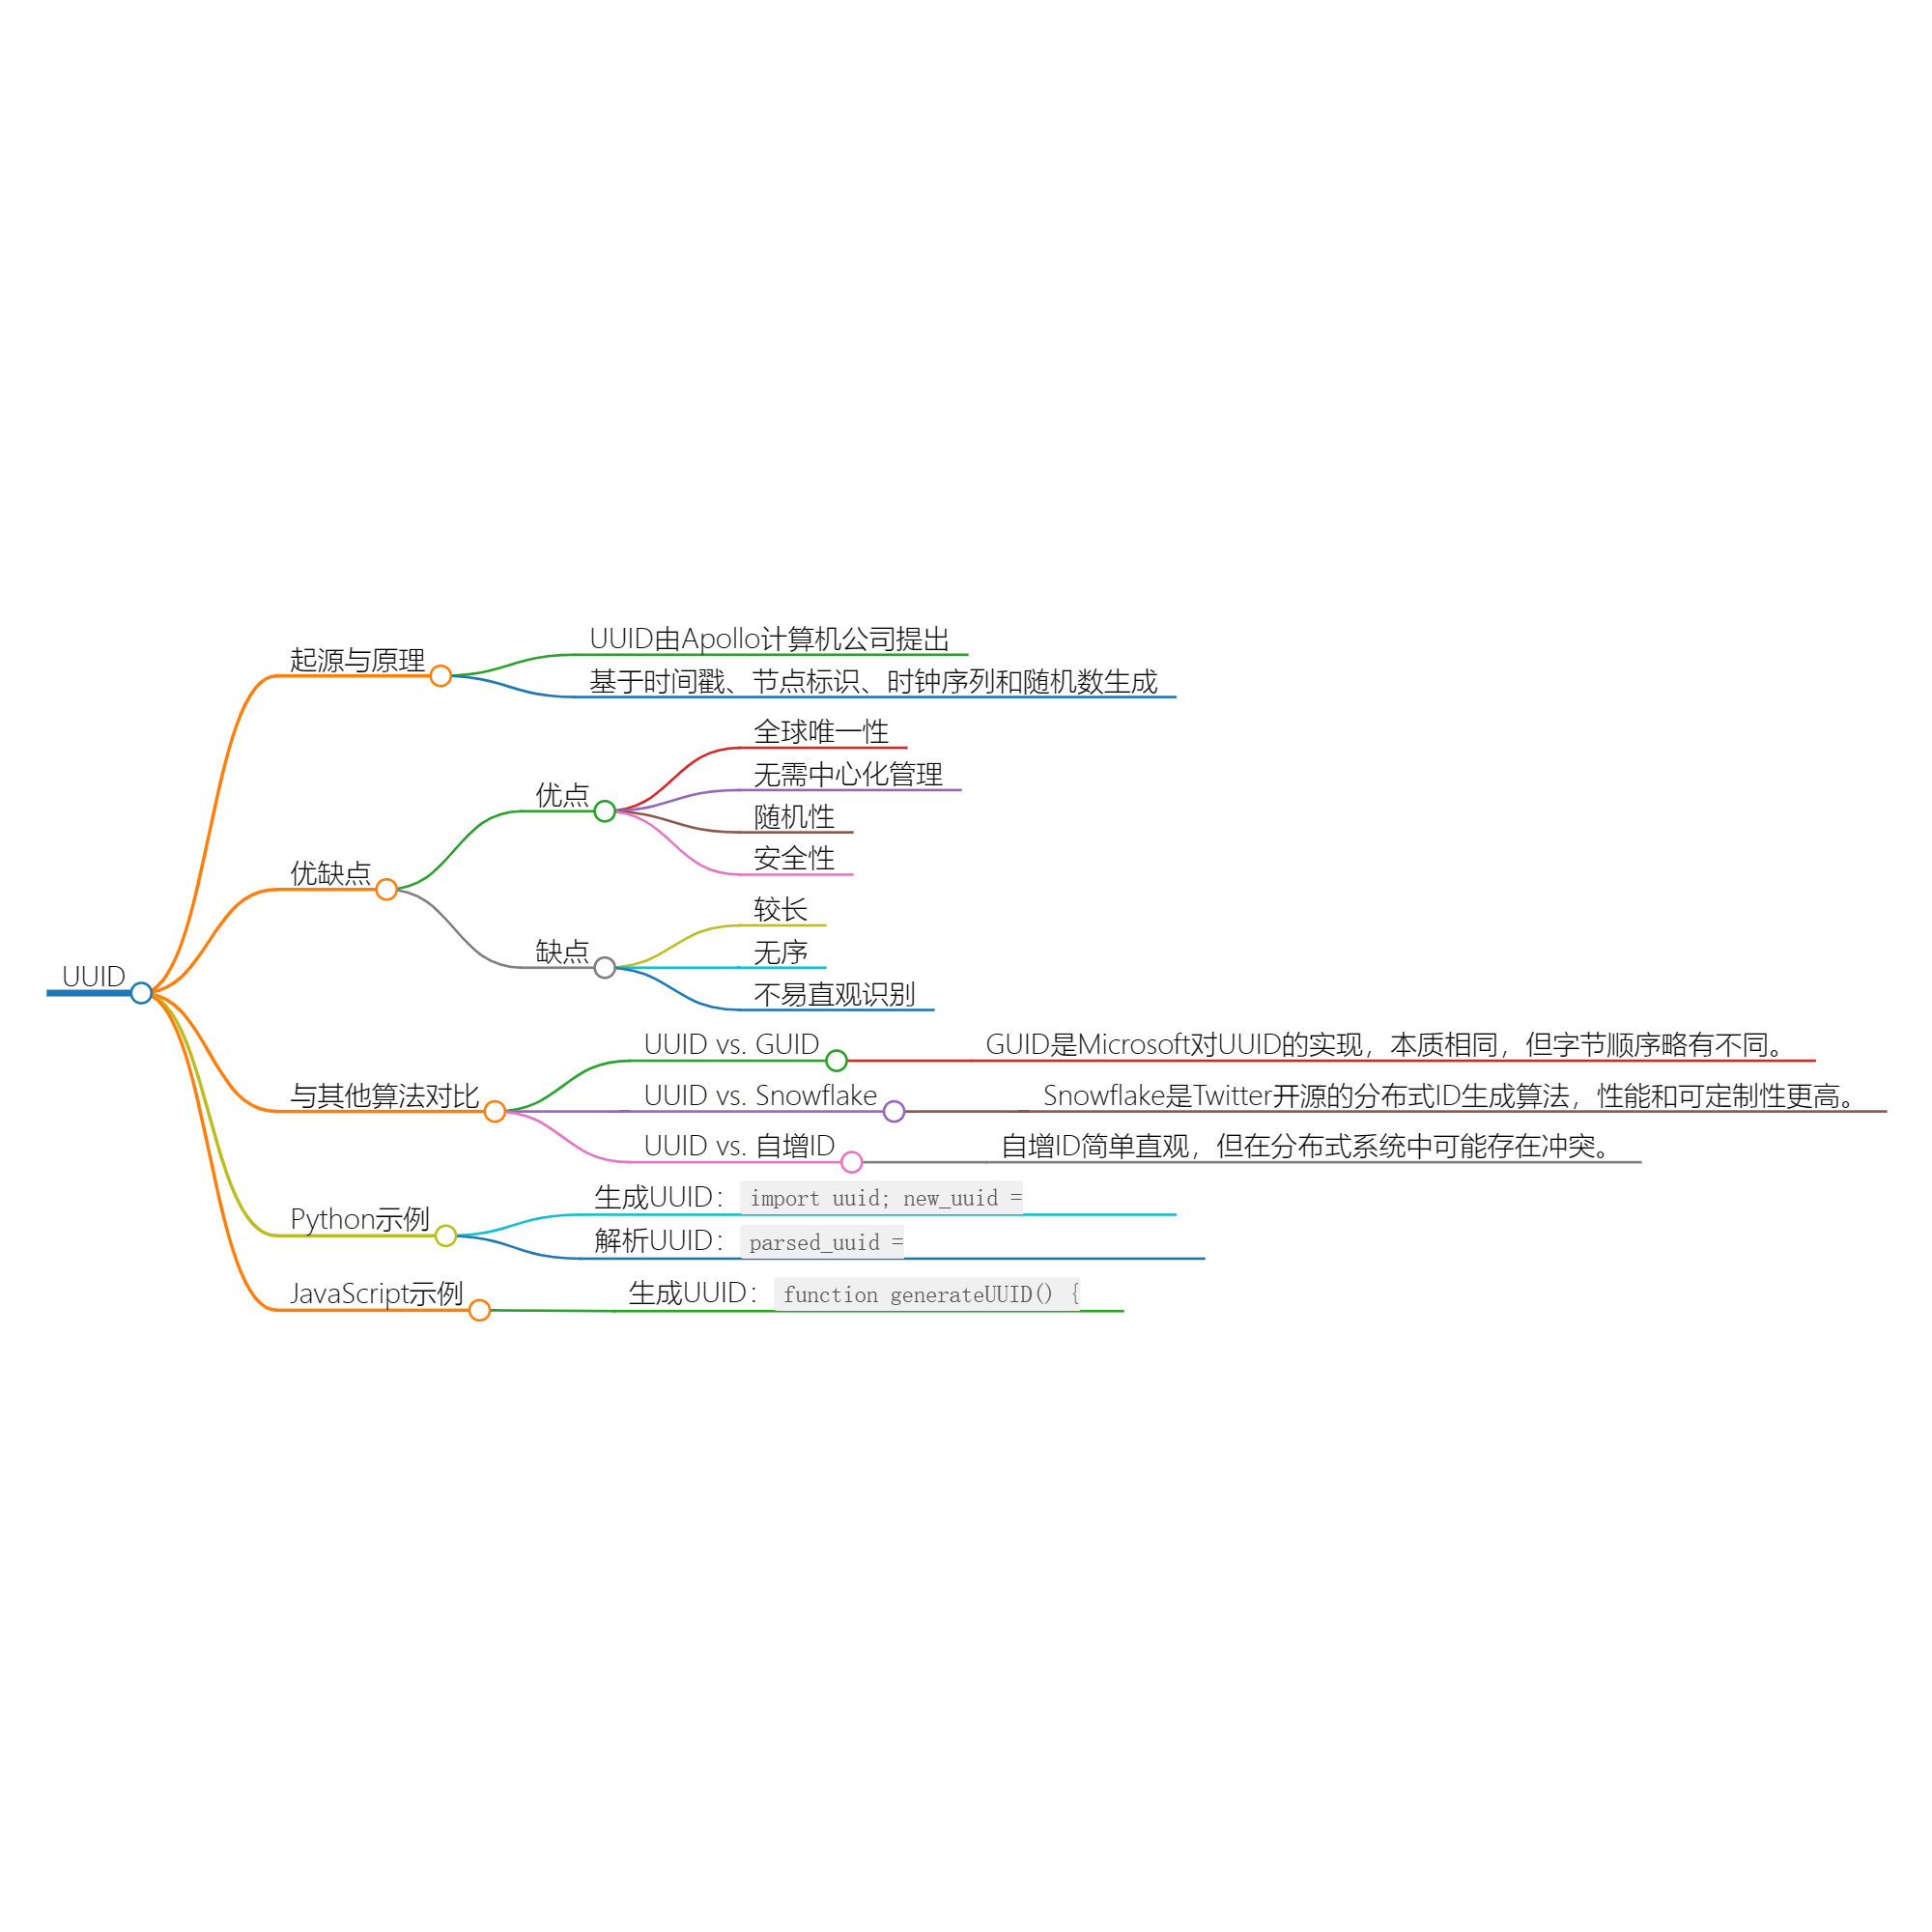 UUID
起源与原理
UUID由Apollo计算机公司提出
基于时间戳、节点标识、时钟序列和随机数生成
优缺点
优点
全球唯一性
无需中心化管理
随机性
安全性
缺点
较长
无序
不易直观识别
与其他算法对比
UUID vs. GUID
GUID是Microsoft对UUID的实现，本质相同，但字节顺序略有不同。
UUID vs. Snowflake
Snowflake是Twitter开源的分布式ID生成算法，性能和可定制性更高。
UUID vs. 自增ID
自增ID简单直观，但在分布式系统中可能存在冲突。
Python示例
生成UUID：import uuid; new_uuid =
解析UUID：parsed_uuid =
JavaScript示例
生成UUID：function generateUUID() {